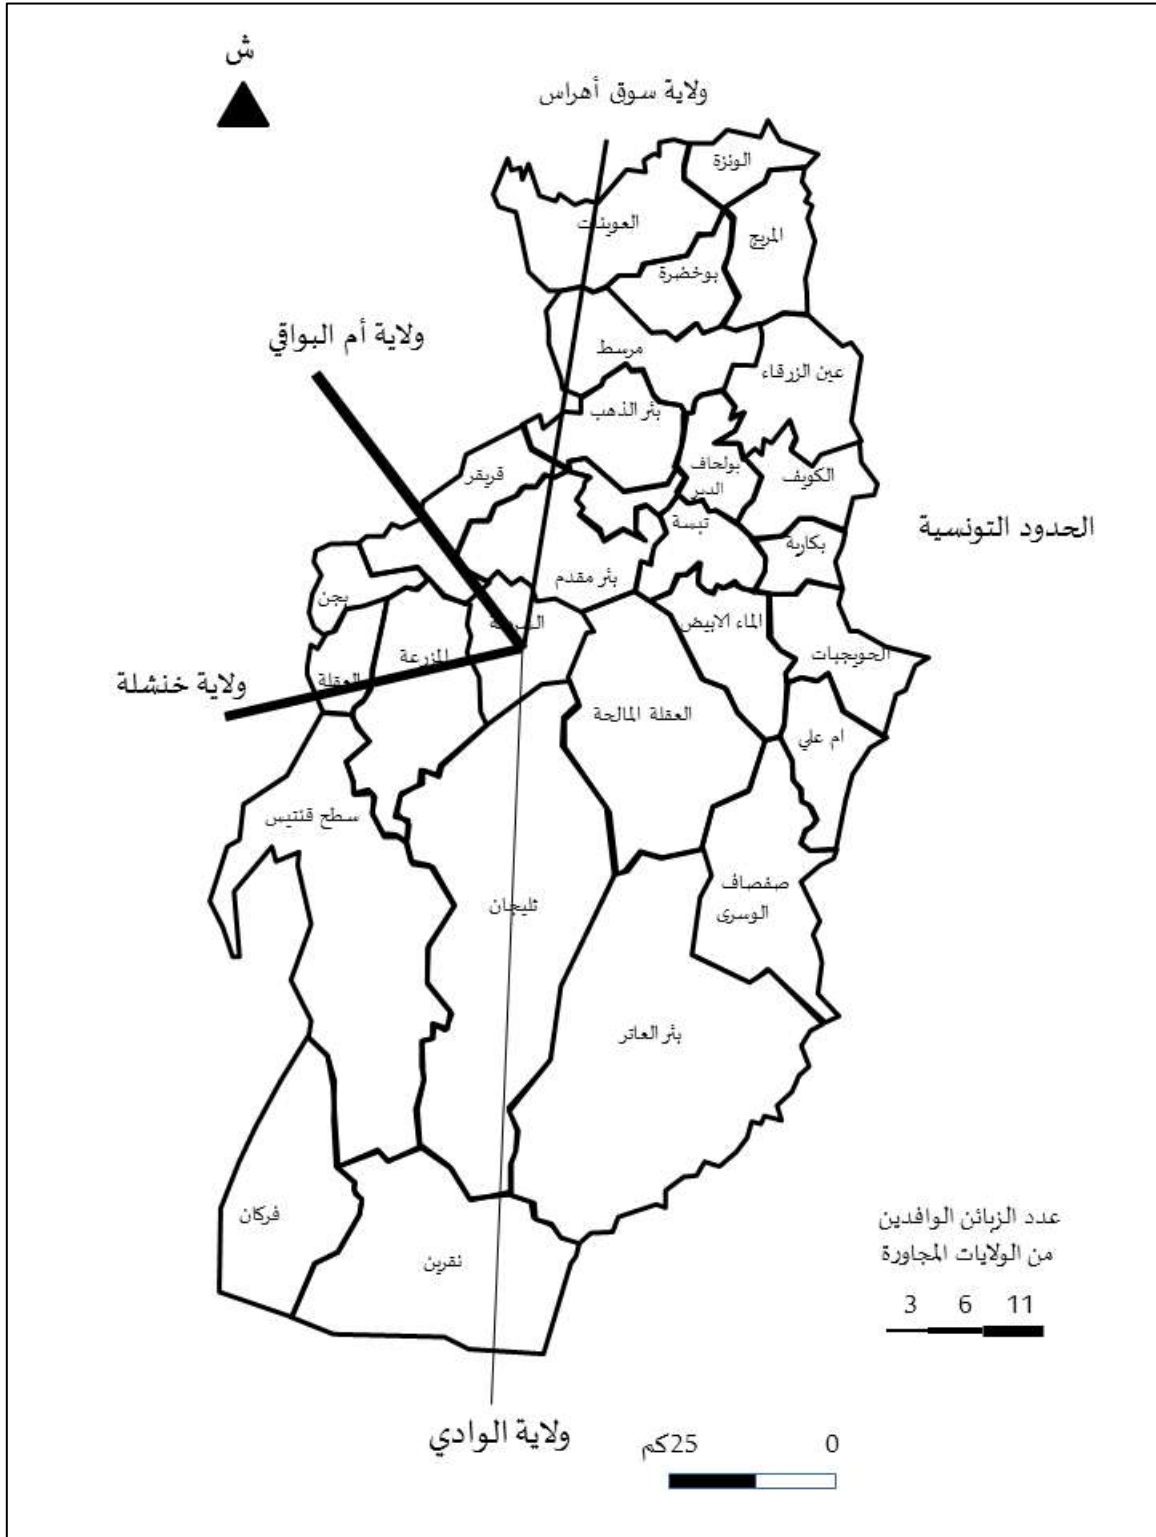 ش
ولاية سوق أهراس
الونزة
العوينات
المريج
بوخضرة
ولاية أم البواقي
مرسط
عين الزرقاء
بئر الذهب
بولحاف
الدير
قريقر
الكويف
تبسة
الحدود التونسية
بكارية
بئر مقدم
بجن
الماء الابيض
المزرعة
الحويجبات
العقلة
ولاية خنشلة
العقلة المالحة
ام علي
سطح قنتيس
صفصاف
الوسرى
ثليجان
بئر العاتر
فركان
نقرين
عدد الزبائن الوافدين
من الولايات المجاورة
3 6 11
ولاية الوادي
25كم 0